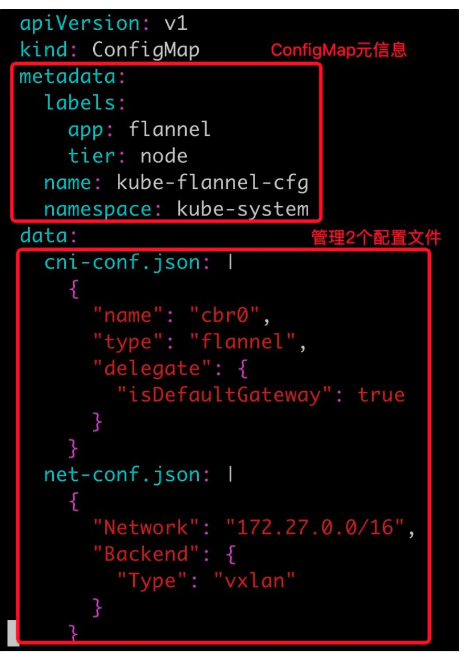 apiVersion: v1
kind: ConfigMap ConfigMap元信息
metadata:
  labels:
    app: flannel
    tier: node
  name: kube-flannel-cfg
  namespace: kube-system
data: 管理2个配置文件
  cni-conf.json: |
    {
      "name": "cbr0",
      "type": "flannel",
      "delegate": {
        "isDefaultGateway": true
      }
    }
  net-conf.json: |
    {
      "Network": "172.27.0.0/16",
      "Backend": {
        "Type": "vxlan"
      }
    }